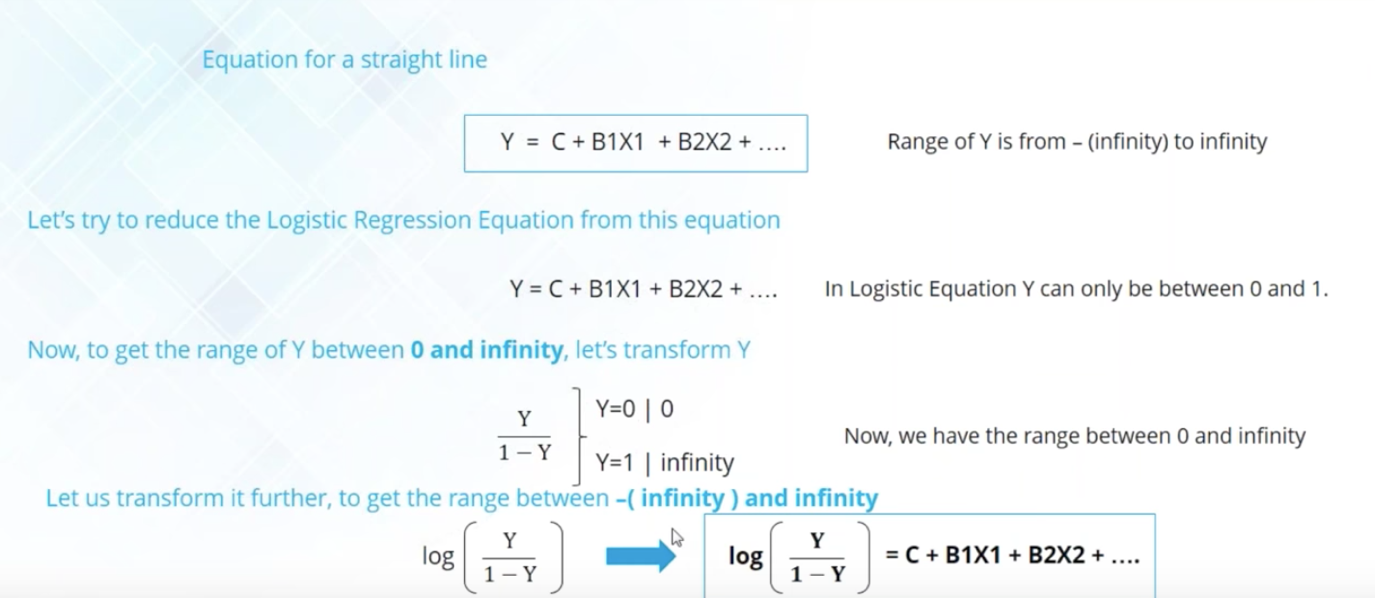 Equation for a straight line
Y = C + B1X1 + B2X2 + .... Range of Y is from – (infinity) to infinity
Let's try to reduce the Logistic Regression Equation from this equation
Y = C + B1X1 + B2X2 + .... In Logistic Equation Y can only be between 0 and 1.
Now, to get the range of Y between 0 and infinity, let's transform Y
Y=0 | 0
Y
1 – Y
Now, we have the range between 0 and infinity
Y=1 | infinity
Let us transform it further, to get the range between -( infinity ) and infinity
log ( Y / 1 – Y ) log ( Y / 1 – Y ) = C + B1X1 + B2X2 + ....